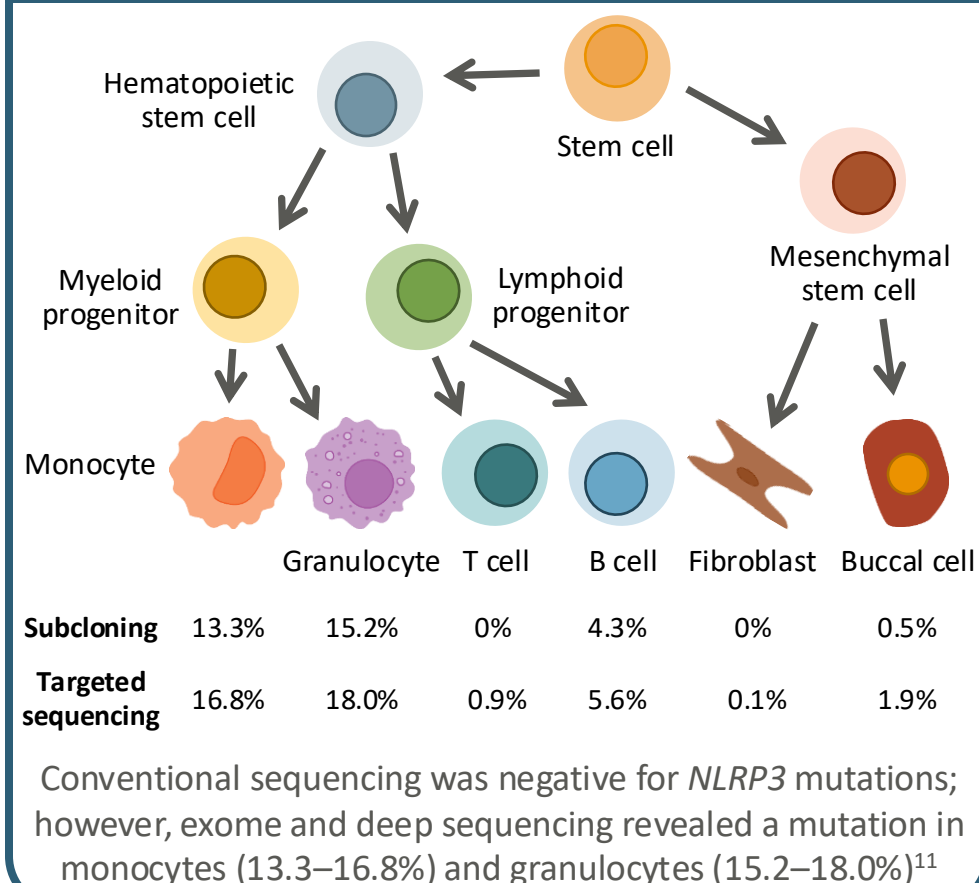 Hematopoietic
stem cell
Stem cell
Mesenchymal
stem cell
Myeloid
progenitor
Lymphoid
progenitor
Monocyte
Granulocyte T cell B cell Fibroblast Buccal cell
Subcloning 13.3% 15.2% 0% 4.3% 0% 0.5%
Targeted
sequencing 16.8% 18.0% 0.9% 5.6% 0.1% 1.9%
Conventional sequencing was negative for NLRP3 mutations;
however, exome and deep sequencing revealed a mutation in
monocytes (13.3–16.8%) and granulocytes (15.2–18.0%)¹¹